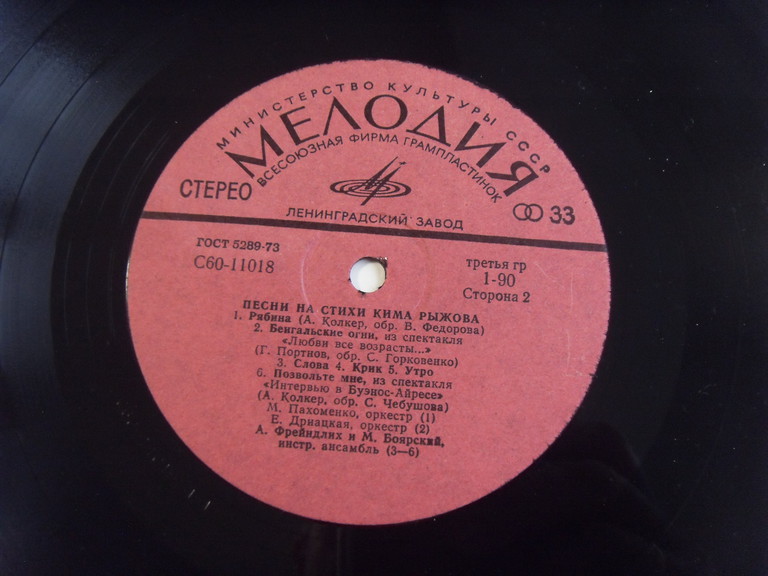 МИНИСТЕРСТВО КУЛЬТУРЫ СССР
МЕЛОДИЯ
ВСЕСОЮЗНАЯ ФИРМА ГРАМПЛАСТИНОК
СТЕРЕО
33
ЛЕНИНГРАДСКИЙ ЗАВОД
ГОСТ 5289-73
С60-11018
третья гр
1-90
Сторона 2
ПЕСНИ НА СТИХИ КИМА РЫЖОВА
1. Рябина (А. Колкер, обр. В. Федорова)
2. Бенгальские огни, из спектакля
«Любви все возрасты...»
(Г. Портнов, обр. С. Горковенко)
3. Слова 4. Крик 5. Утро
6. Позвольте мне, из спектакля
«Интервью в Буэнос-Айресе»
(А. Колкер, обр. С. Чебушова)
М. Пахоменко, оркестр (1)
Е. Дриацкая, оркестр (2)
А. Фрейндлих и М. Боярский,
инстр. ансамбль (3—6)